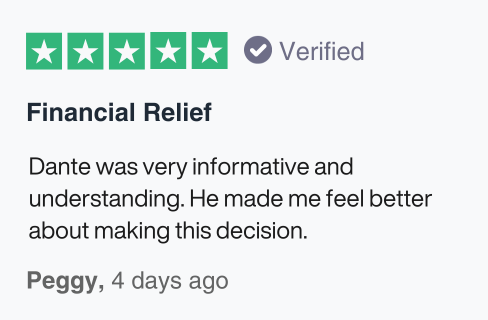 Verified
Financial Relief
Dante was very informative and
understanding. He made me feel better
about making this decision.
Peggy, 4 days ago